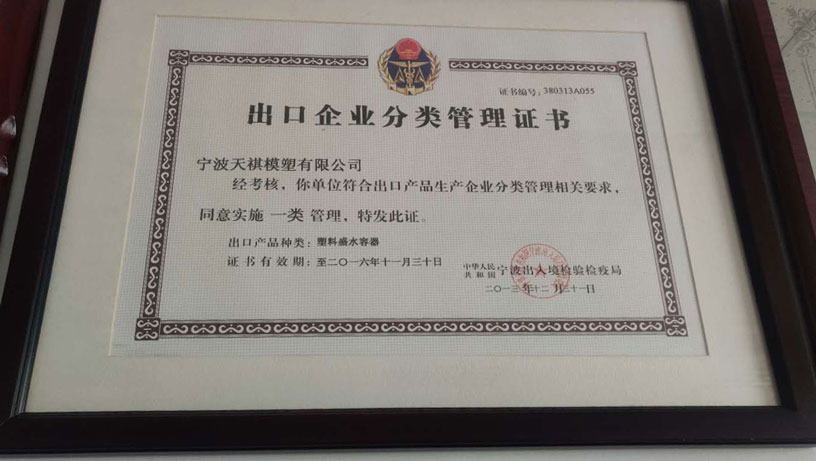 证书编号:380313A055
出口企业分类管理证书
宁波天祺模塑有限公司
经考核,你单位符合出口产品生产企业分类管理相关要求,
同意实施 一类 管理,特发此证。
出口产品种类:塑料盛水容器
证书有效期:至二〇一六年十一月三十日
中华人民共和国宁波出入境检验检疫局
二〇一三年十二月三十一日